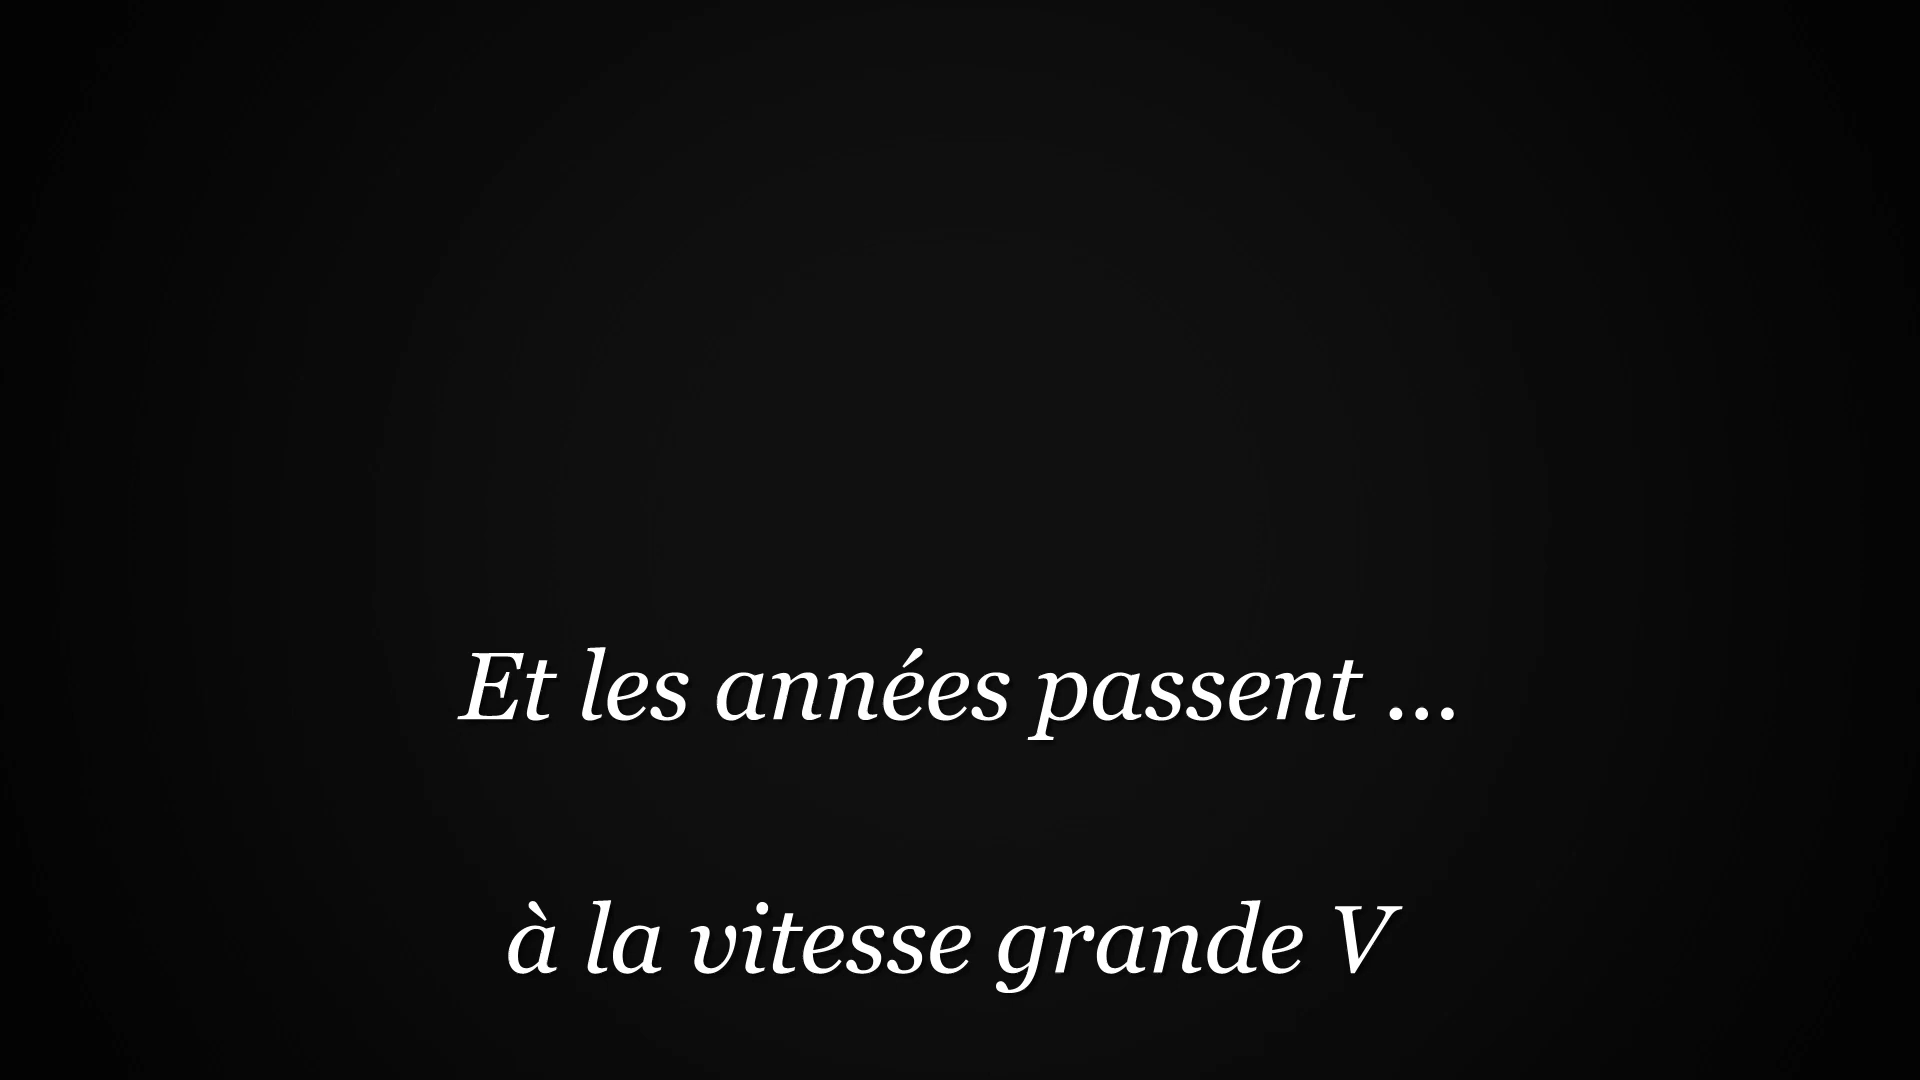 Et les années passent ...
à la vitesse grande V